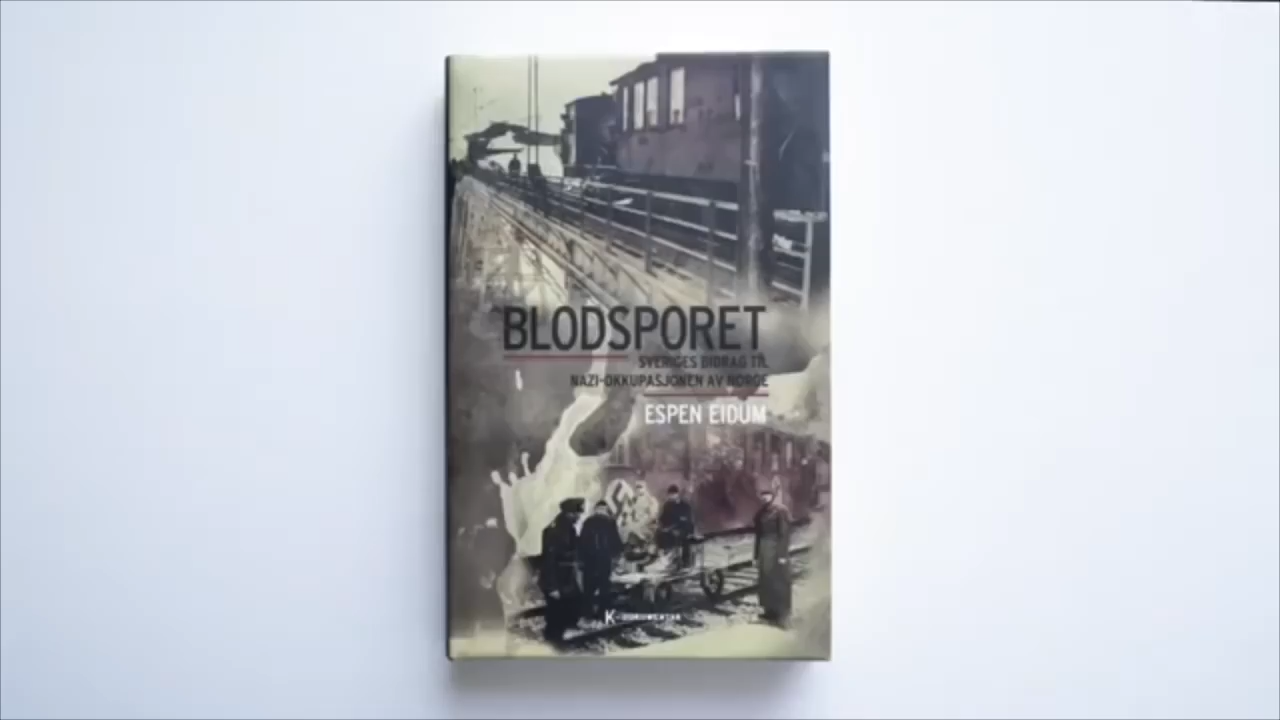 BLODSPORET
SVERIGES BIDRAG TIL
NAZI-OKKUPASJONEN AV NORGE
ESPEN EIDUM
K